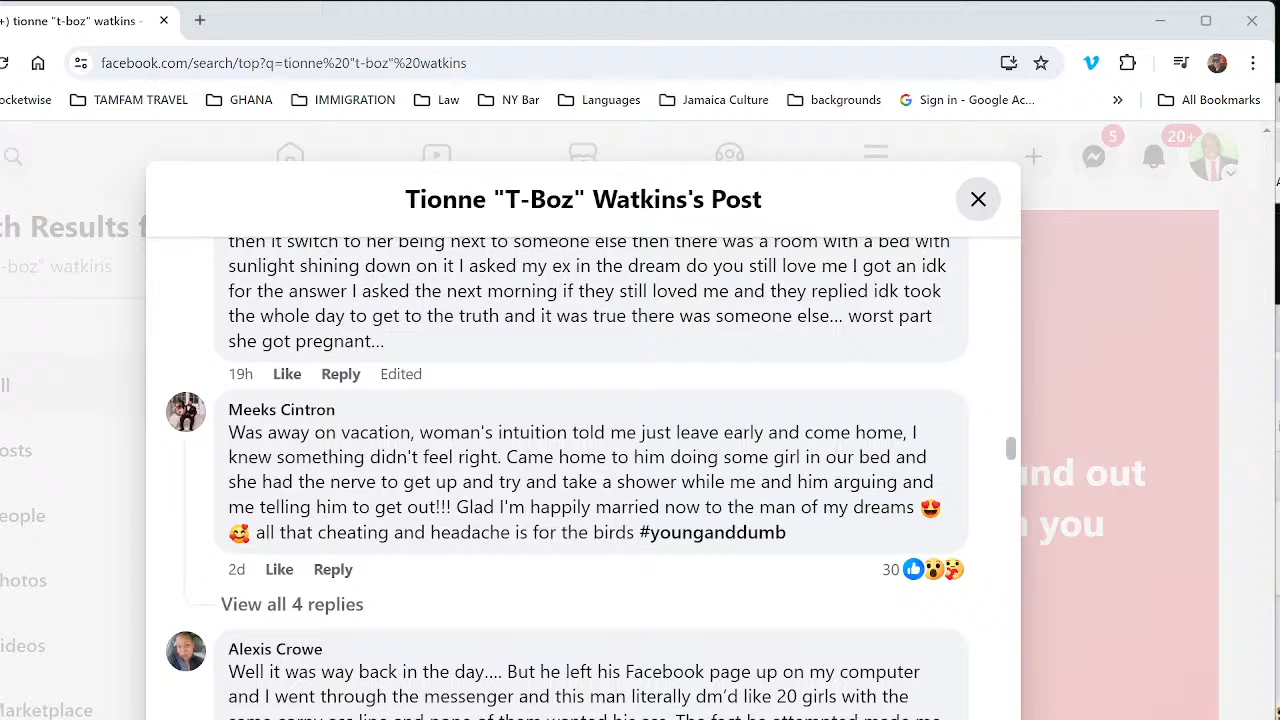 +) tionne "t-boz" watkins -
facebook.com/search/top?q=tionne%20"t-boz"%20watkins
ocketwise TAMFAM TRAVEL GHANA IMMIGRATION Law NY Bar Languages Jamaica Culture backgrounds Sign in - Google Ac... » All Bookmarks
5
20+
Tionne "T-Boz" Watkins's Post
ch Results f
-boz" watkins
then it switch to her being next to someone else then there was a room with a bed with
sunlight shining down on it I asked my ex in the dream do you still love me I got an idk
for the answer I asked the next morning if they still loved me and they replied idk took
the whole day to get to the truth and it was true there was someone else... worst part
she got pregnant...
19h Like Reply Edited
ll
osts
eople
hotos
ideos
Marketplace
Meeks Cintron
Was away on vacation, woman's intuition told me just leave early and come home, I
knew something didn't feel right. Came home to him doing some girl in our bed and
she had the nerve to get up and try and take a shower while me and him arguing and
me telling him to get out!!! Glad I'm happily married now to the man of my dreams 😍
🥰 all that cheating and headache is for the birds #younganddumb
2d Like Reply 30
View all 4 replies
und out
you
Alexis Crowe
Well it was way back in the day.... But he left his Facebook page up on my computer
and I went through the messenger and this man literally dm'd like 20 girls with the